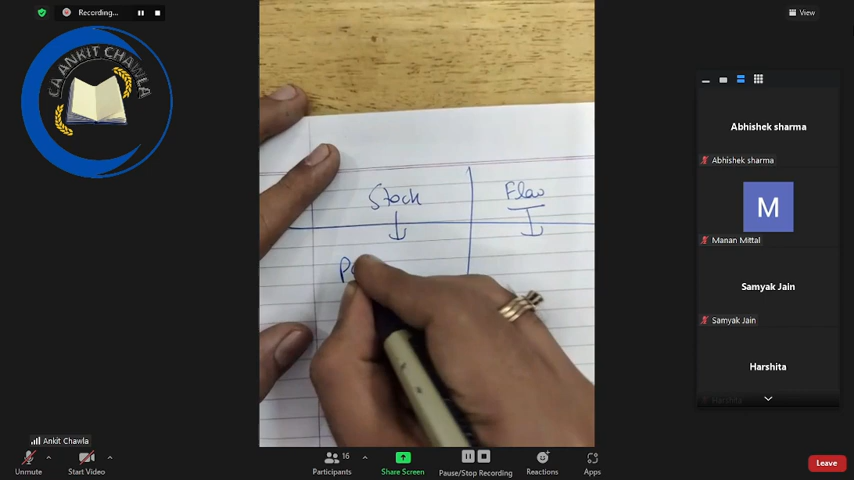 Recording...
View
CA ANKIT CHAWLA
Abhishek sharma
Abhishek sharma
Stock
Flow
M
Manan Mittal
Samyak Jain
Samyak Jain
Harshita
Harshita
Ankit Chawla
Unmute
Start Video
16
Participants
Share Screen
Pause/Stop Recording
Reactions
Apps
Leave